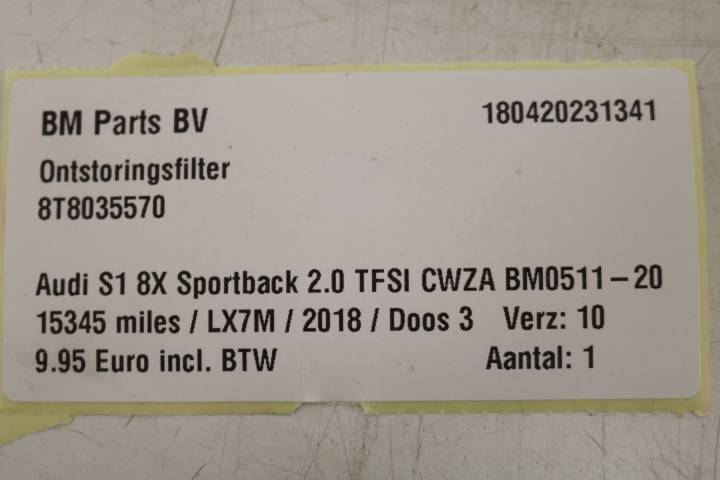 BM Parts BV 180420231341
Ontstoringsfilter
8T8035570
Audi S1 8X Sportback 2.0 TFSI CWZA BM0511-20
15345 miles / LX7M / 2018 / Doos 3 Verz: 10
9.95 Euro incl. BTW Aantal: 1